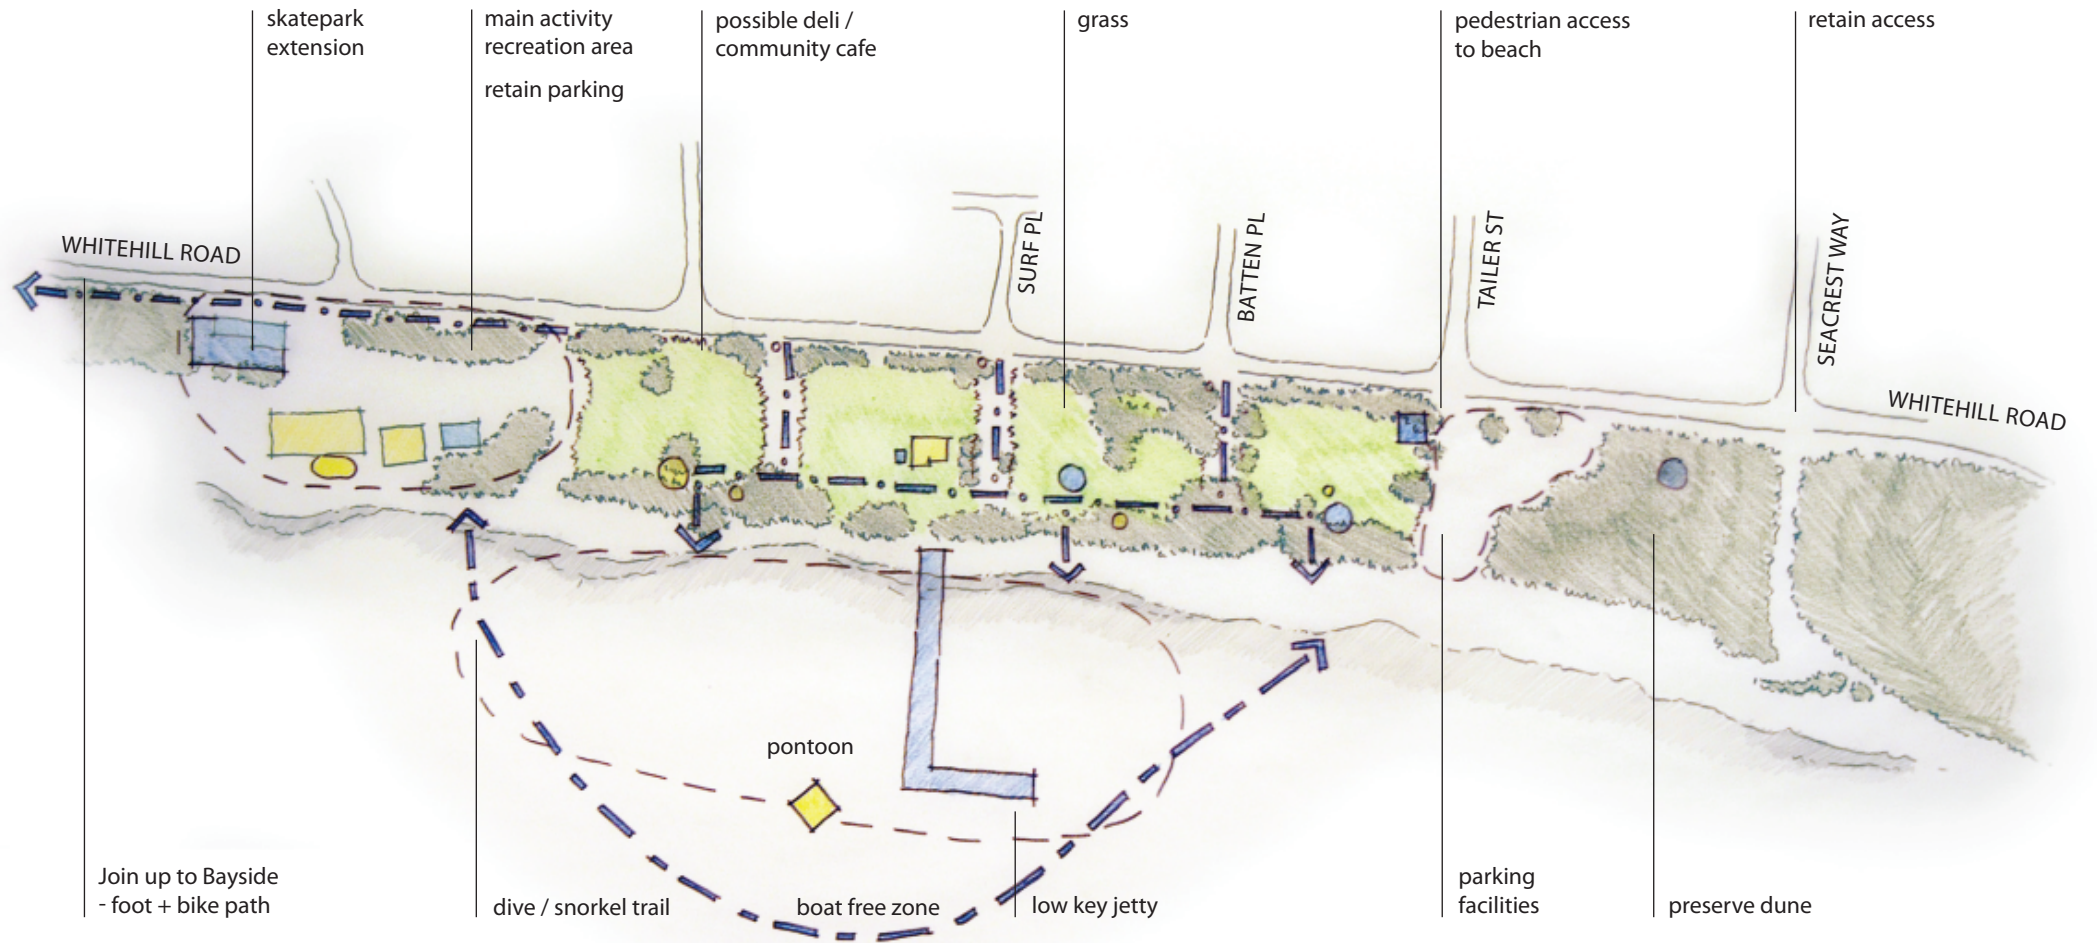 skatepark
extension
main activity
recreation area
retain parking
possible deli /
community cafe
grass
pedestrian access
to beach
retain access
WHITEHILL ROAD
SURF PL
BATTEN PL
TAILER ST
SEACREST WAY
WHITEHILL ROAD
pontoon
Join up to Bayside
- foot + bike path
dive / snorkel trail
boat free zone
low key jetty
parking
facilities
preserve dune